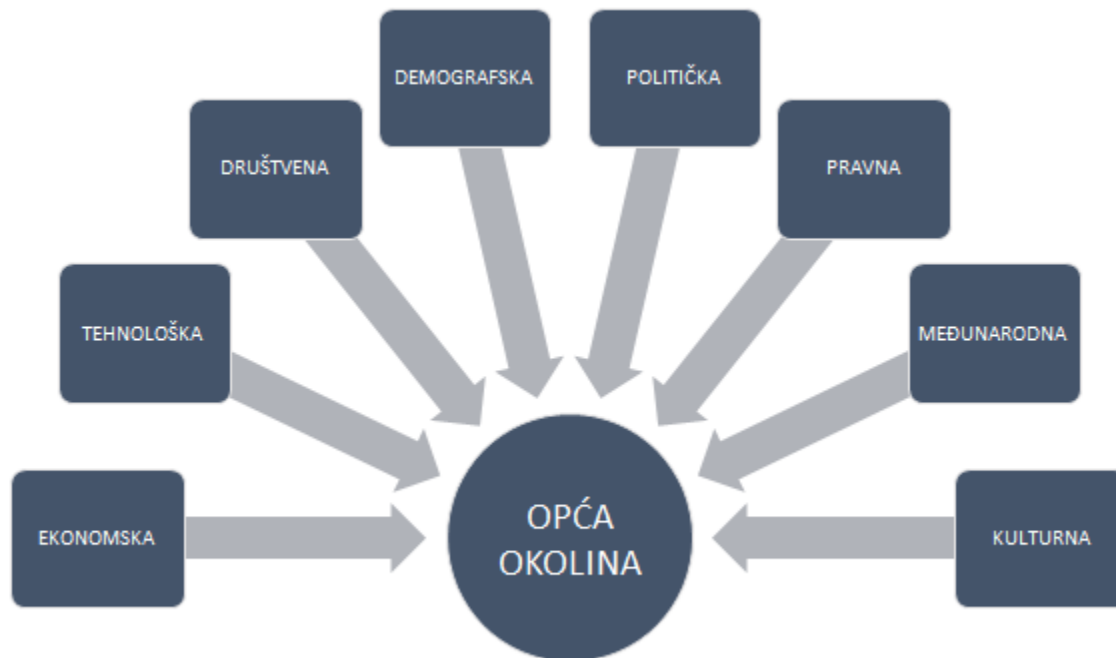 DEMOGRAFSKA
POLITIČKA
DRUŠTVENA
PRAVNA
TEHNOLOŠKA
MEĐUNARODNA
EKONOMSKA
OPĆA
OKOLINA
KULTURNA